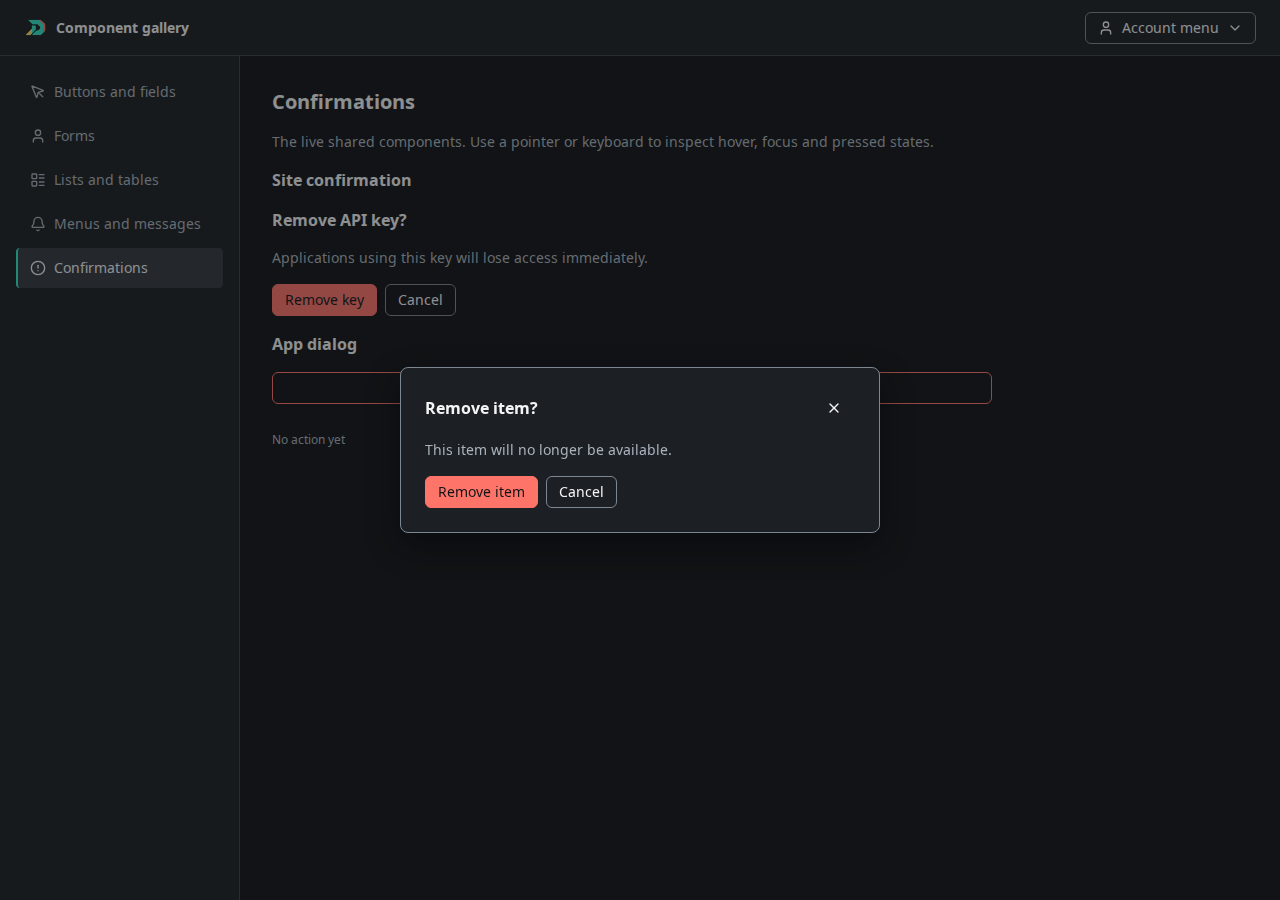 Component gallery
Account menu
Buttons and fields
Forms
Lists and tables
Menus and messages
Confirmations
Confirmations
The live shared components. Use a pointer or keyboard to inspect hover, focus and pressed states.
Site confirmation
Remove API key?
Applications using this key will lose access immediately.
Remove key
Cancel
App dialog
No action yet
Remove item?
This item will no longer be available.
Remove item
Cancel